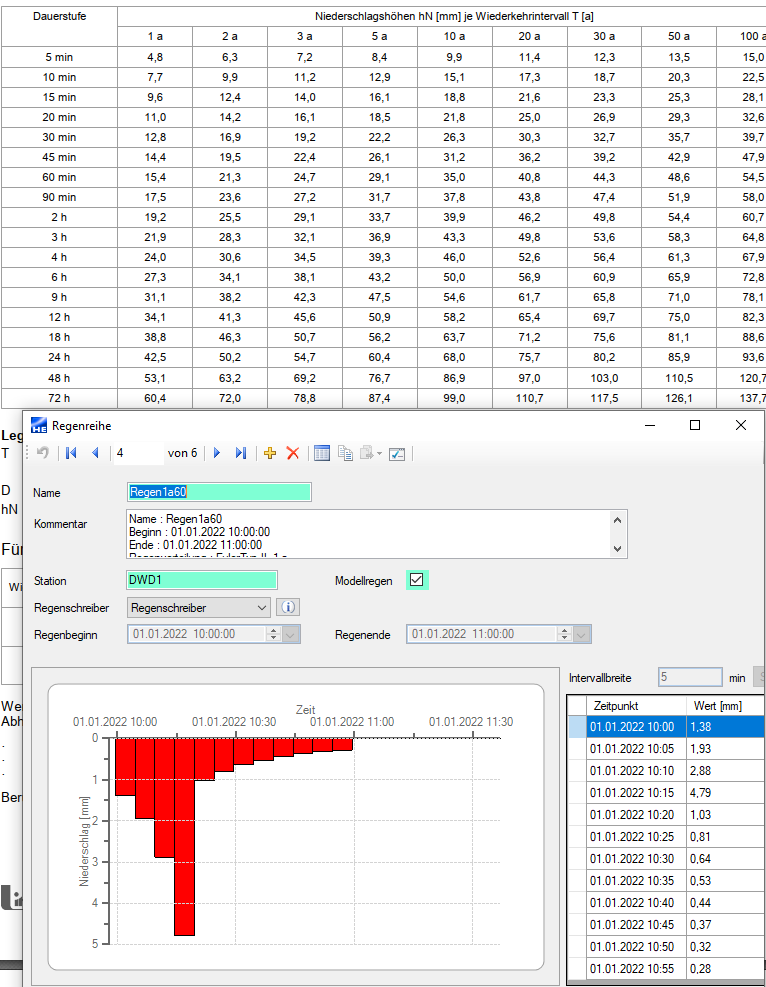 Dauerstufe Niederschlagshöhen hN [mm] je Wiederkehrintervall T [a]
1 a 2 a 3 a 5 a 10 a 20 a 30 a 50 a 100 a
5 min 4,8 6,3 7,2 8,4 9,9 11,4 12,3 13,5 15,0
10 min 7,7 9,9 11,2 12,9 15,1 17,3 18,7 20,3 22,5
15 min 9,6 12,4 14,0 16,1 18,8 21,6 23,3 25,3 28,1
20 min 11,0 14,2 16,1 18,5 21,8 25,0 26,9 29,3 32,6
30 min 12,8 16,9 19,2 22,2 26,3 30,3 32,7 35,7 39,7
45 min 14,4 19,5 22,4 26,1 31,2 36,2 39,2 42,9 47,9
60 min 15,4 21,3 24,7 29,1 35,0 40,8 44,3 48,6 54,5
90 min 17,5 23,6 27,2 31,7 37,8 43,8 47,4 51,9 58,0
2 h 19,2 25,5 29,1 33,7 39,9 46,2 49,8 54,4 60,7
3 h 21,9 28,3 32,1 36,9 43,3 49,8 53,6 58,3 64,8
4 h 24,0 30,6 34,5 39,3 46,0 52,6 56,4 61,3 67,9
6 h 27,3 34,1 38,1 43,2 50,0 56,9 60,9 65,9 72,8
9 h 31,1 38,2 42,3 47,5 54,6 61,7 65,8 71,0 78,1
12 h 34,1 41,3 45,6 50,9 58,2 65,4 69,7 75,0 82,3
18 h 38,8 46,3 50,7 56,2 63,7 71,2 75,6 81,1 88,6
24 h 42,5 50,2 54,7 60,4 68,0 75,7 80,2 85,9 93,6
48 h 53,1 63,2 69,2 76,7 86,9 97,0 103,0 110,5 120,7
72 h 60,4 72,0 78,8 87,4 99,0 110,7 117,5 126,1 137,7
Leg
T
D
hN
Für
Wi
Wer
Abh
Ber
HE Regenreihe
4 von 6
Name Regen1a60
Kommentar Name : Regen1a60
Beginn : 01.01.2022 10:00:00
Ende : 01.01.2022 11:00:00
Station DWD1 Modellregen
Regenschreiber Regenschreiber
Regenbeginn 01.01.2022 10:00:00 Regenende 01.01.2022 11:00:00
Intervallbreite 5 min
Zeit
01.01.2022 10:00 01.01.2022 10:30 01.01.2022 11:00 01.01.2022 11:30
Niederschlag [mm]
0
1
2
3
4
5
Zeitpunkt Wert [mm]
01.01.2022 10:00 1,38
01.01.2022 10:05 1,93
01.01.2022 10:10 2,88
01.01.2022 10:15 4,79
01.01.2022 10:20 1,03
01.01.2022 10:25 0,81
01.01.2022 10:30 0,64
01.01.2022 10:35 0,53
01.01.2022 10:40 0,44
01.01.2022 10:45 0,37
01.01.2022 10:50 0,32
01.01.2022 10:55 0,28